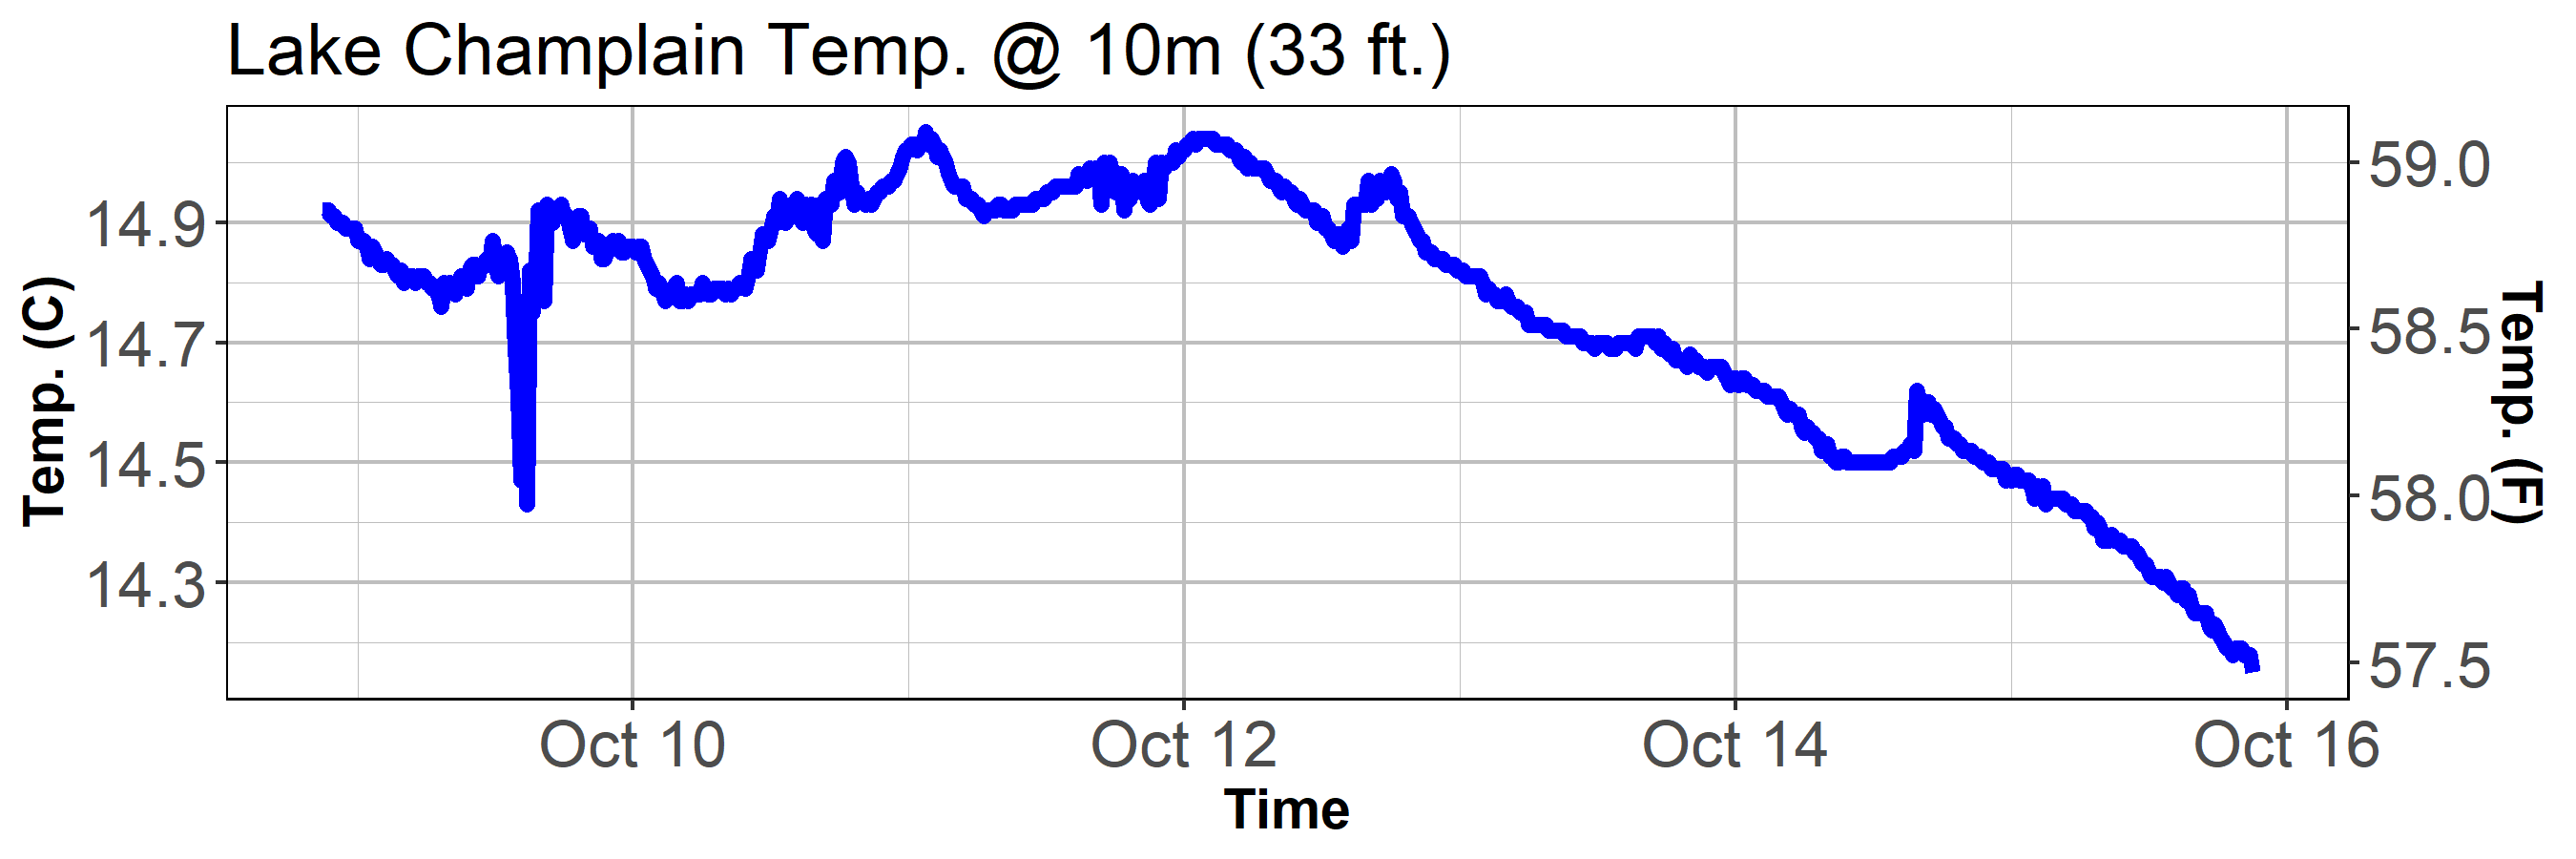 Lake Champlain Temp. @ 10m (33 ft.)
Temp. (C)
14.9
14.7
14.5
14.3
59.0
58.5
58.0
57.5
Temp. (F)
Oct 10 Oct 12 Oct 14 Oct 16
Time